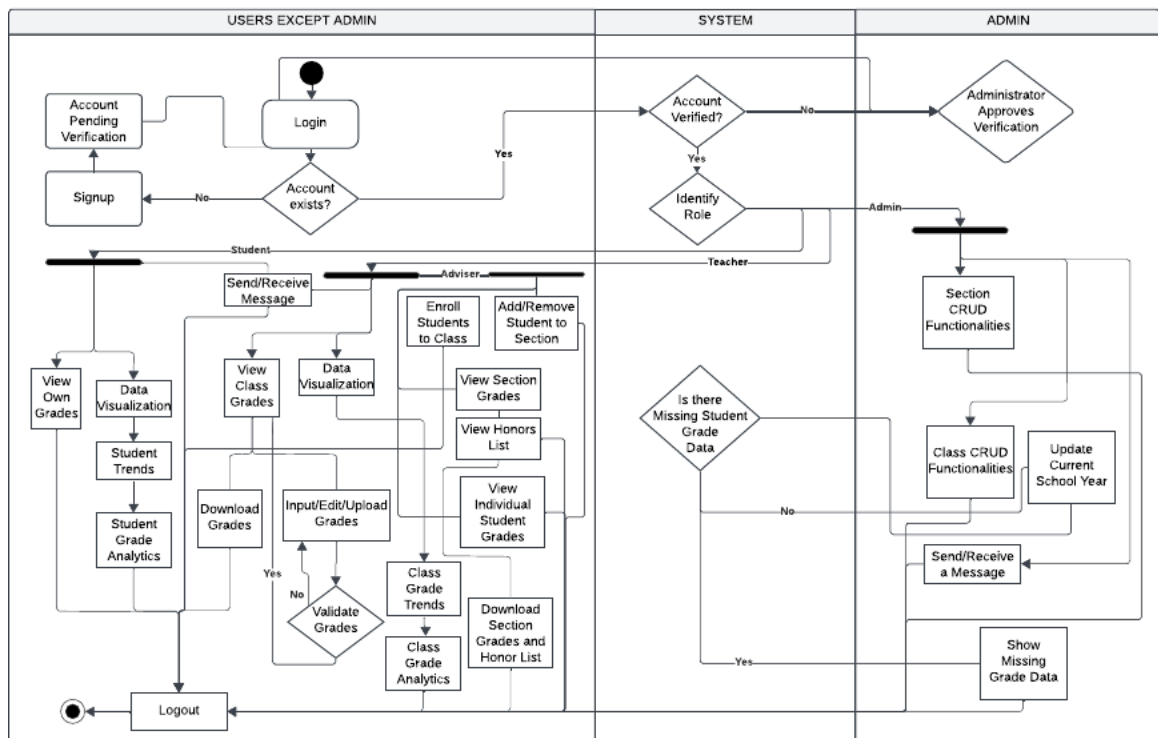 USERS EXCEPT ADMIN
SYSTEM
ADMIN
Account
Pending
Verification
Login
Account
Verified?
No
Administrator
Approves
Verification
Yes
Yes
Signup
No
Account
exists?
Identify
Role
Admin
Student
Teacher
Adviser
Send/Receive
Message
Enroll
Students
to Class
Add/Remove
Student to
Section
Section
CRUD
Functionalities
View
Own
Grades
Data
Visualization
View
Class
Grades
Data
Visualization
View Section
Grades
Is there
Missing Student
Grade
Data
View Honors
List
Class CRUD
Functionalities
Update
Current
School Year
Student
Trends
Download
Grades
Input/Edit/Upload
Grades
View
Individual
Student
Grades
No
Student
Grade
Analytics
Yes
No
Class
Grade
Trends
Send/Receive
a Message
Validate
Grades
Download
Section
Grades and
Honor List
Class
Grade
Analytics
Yes
Show
Missing
Grade Data
Logout